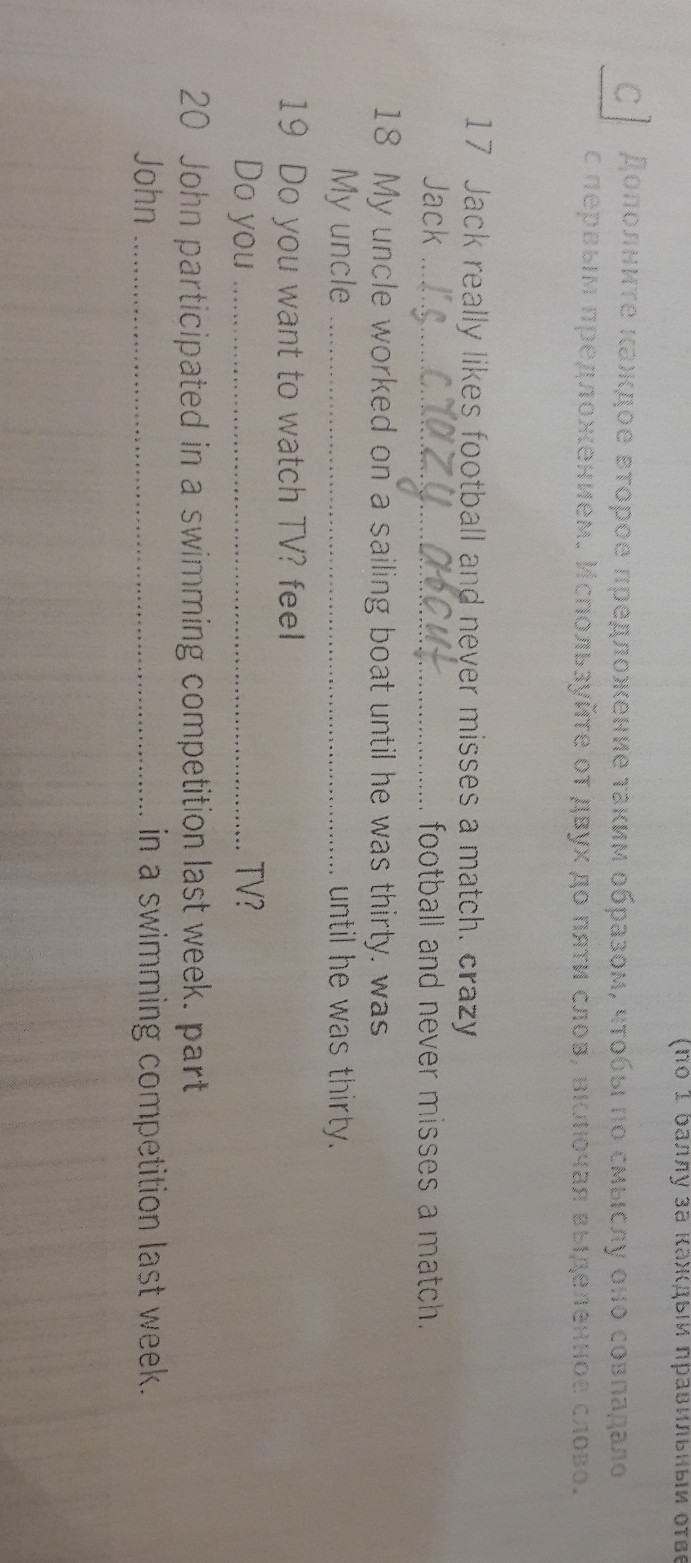 (по 1 баллу за каждый правильный отв
C Дополните каждое второе предложение таким образом, чтобы по смыслу оно совпадало
с первым предложением. Используйте от двух до пяти слов, включая выделенное слово.
17 Jack really likes football and never misses a match. crazy
Jack ... is crazy about ... football and never misses a match.
18 My uncle worked on a sailing boat until he was thirty. was
My uncle ........................ until he was thirty.
19 Do you want to watch TV? feel
Do you ........................ TV?
20 John participated in a swimming competition last week. part
John ........................ in a swimming competition last week.